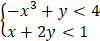 −x³ + y < 4
x + 2y < 1